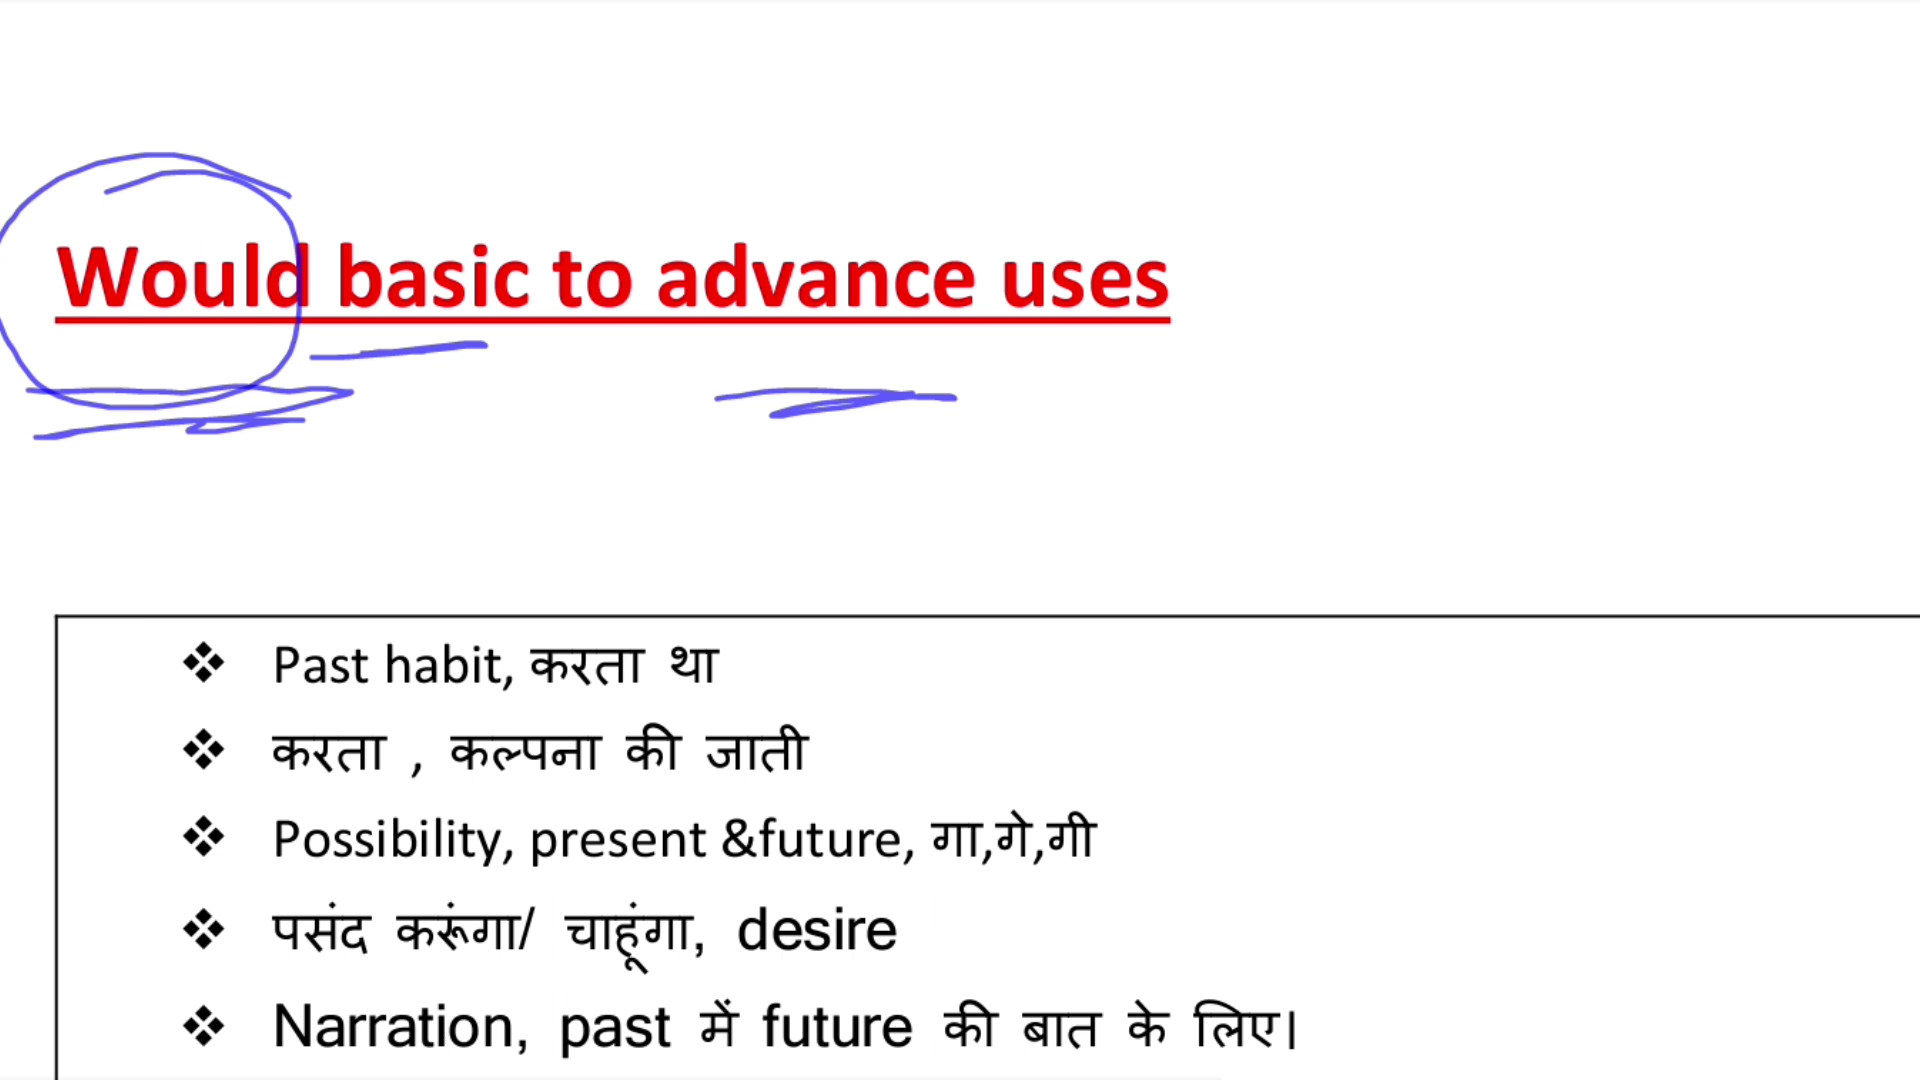 Would basic to advance uses
❖ Past habit, करता था
❖ करता , कल्पना की जाती
❖ Possibility, present &future, गा,गे,गी
❖ पसंद करूंगा/ चाहूंगा, desire
❖ Narration, past में future की बात के लिए।